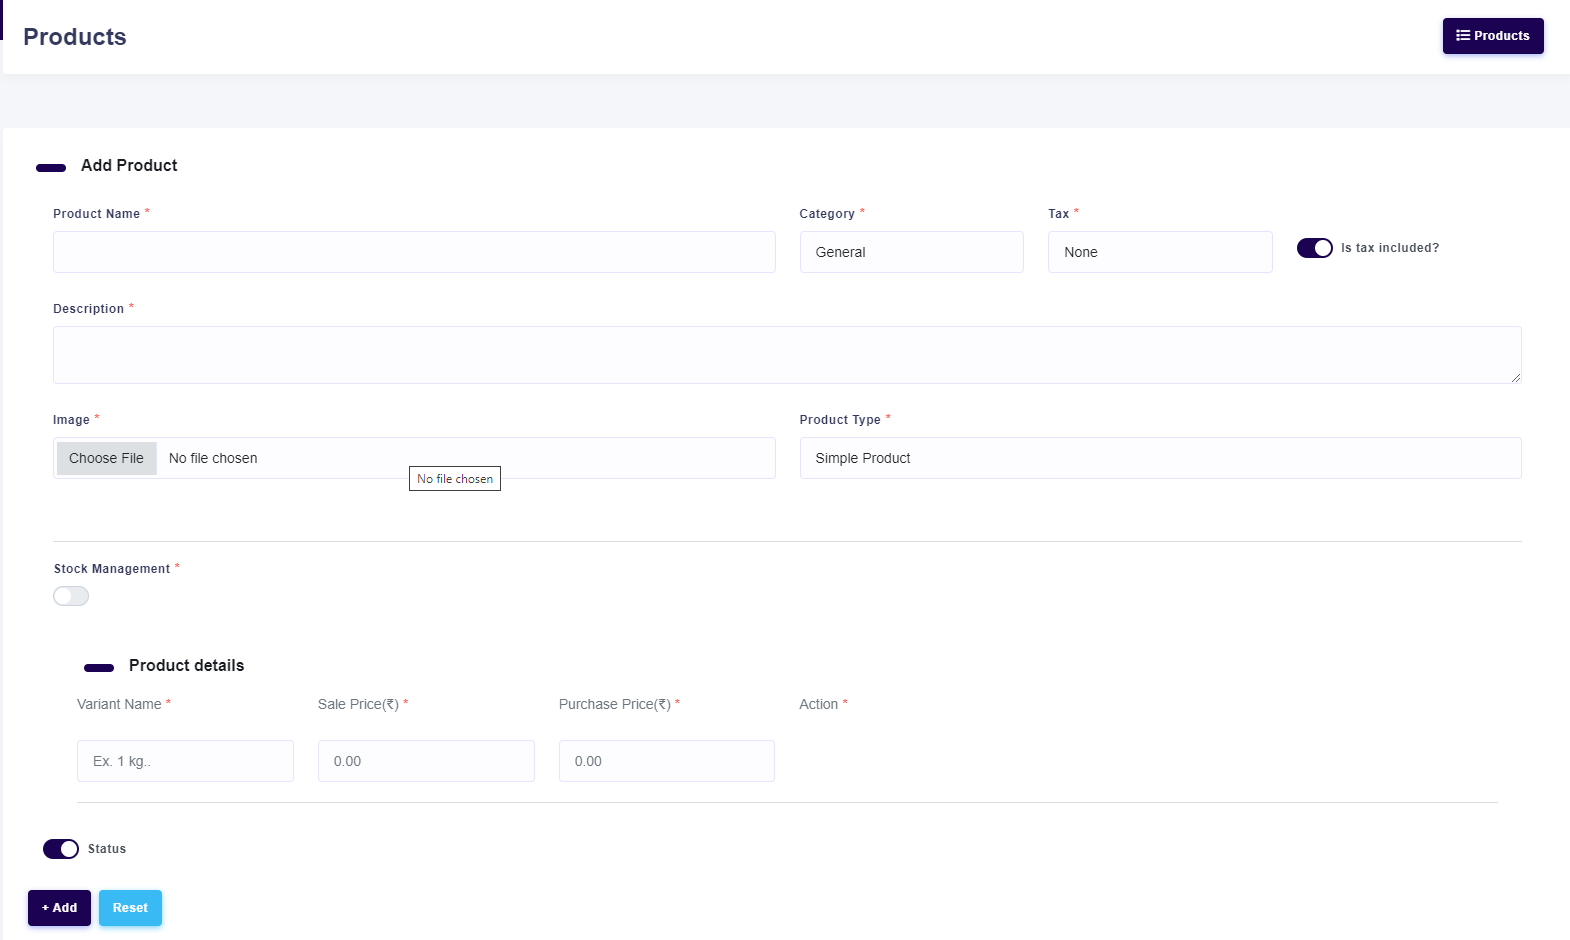 Products
Products
Add Product
Product Name *
Category *
Tax *
General
None
Is tax included?
Description *
Image *
Product Type *
Choose File No file chosen
Simple Product
No file chosen
Stock Management *
Product details
Variant Name *
Sale Price(₹) *
Purchase Price(₹) *
Action *
Ex. 1 kg..
0.00
0.00
Status
+ Add
Reset